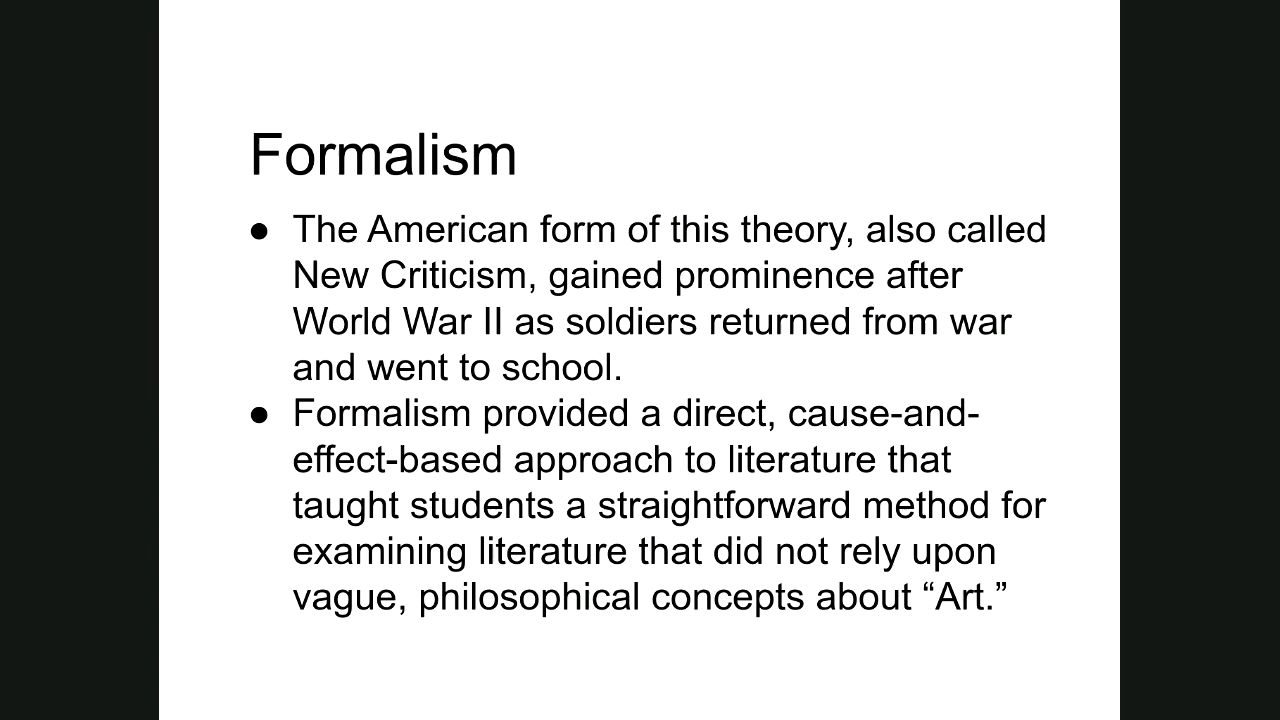 Formalism
● The American form of this theory, also called
New Criticism, gained prominence after
World War II as soldiers returned from war
and went to school.
● Formalism provided a direct, cause-and-
effect-based approach to literature that
taught students a straightforward method for
examining literature that did not rely upon
vague, philosophical concepts about “Art.”